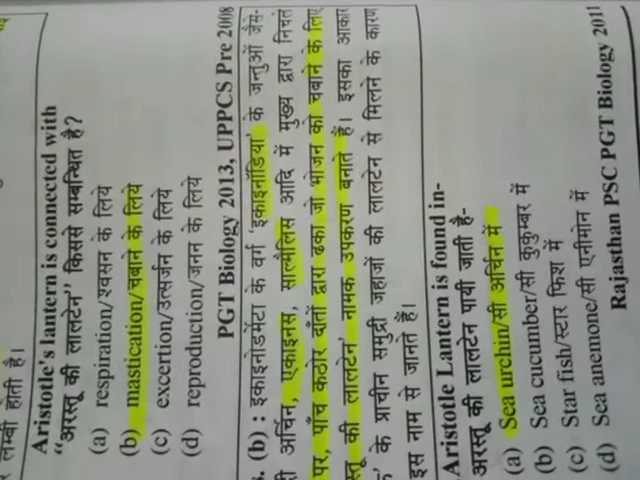 लम्बी होती है।
Aristotle's lantern is connected with
“अरस्तू की लालटेन” किससे सम्बन्धित है?
(a) respiration/श्वसन के लिये
(b) mastication/चबाने के लिये
(c) excertion/उत्सर्जन के लिये
(d) reproduction/जनन के लिये
PGT Biology 2013, UPPCS Pre 2008
(b) : इकाइनोडर्मेटा के वर्ग 'इकाइनॉडिया' के जन्तुओं जैसे-
अर्चिन, एकाइनस, साल्मैलिस आदि में मुख्य द्वारा निचले
पर, पाँच कठोर दाँतों द्वारा ढका जो भोजन को चबाने के लिए
की लालटेन' नामक उपकरण बनाते हैं। इसका आकार
के प्राचीन समुद्री जहाजों की लालटेन से मिलने के कारण
इस नाम से जानते हैं।
Aristotle Lantern is found in-
अरस्तू की लालटेन पायी जाती है-
(a) Sea urchin/सी अर्चिन में
(b) Sea cucumber/सी कुकुम्बर में
(c) Star fish/स्टार फिश में
(d) Sea anemone/सी एनीमोन में
Rajasthan PSC PGT Biology 2011